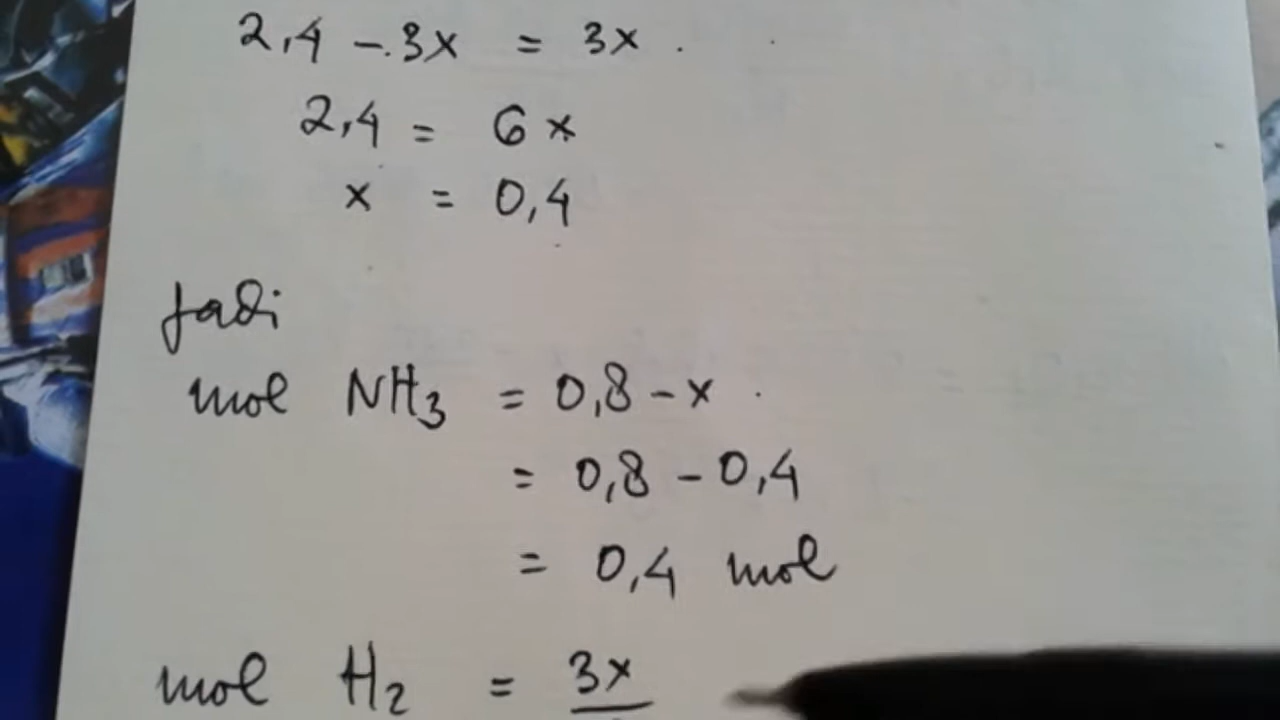 2,4 - 3x = 3x
2,4 = 6x
x = 0,4
Jadi
mol NH3 = 0,8 - x
= 0,8 - 0,4
= 0,4 mol
mol H2 = 3x